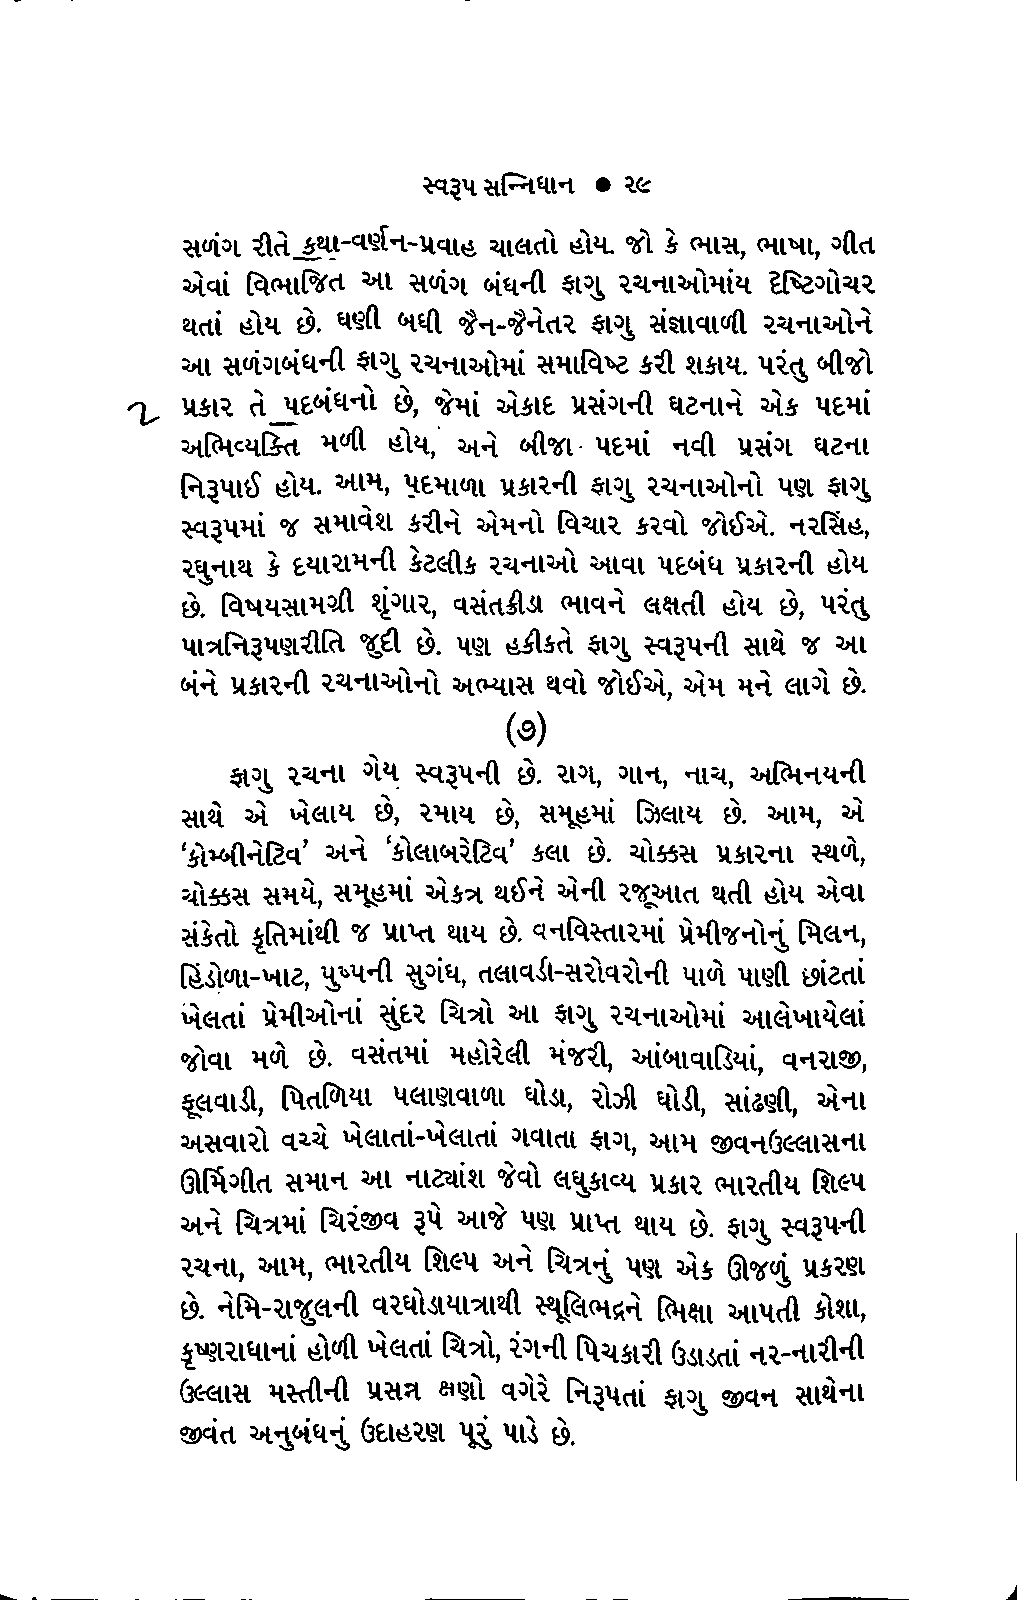 સ્વરૂપ સન્નિધાન ● ૨૯
સળંગ રીતે કથા-વર્ણન-પ્રવાહ ચાલતો હોય. જો કે ભાસ, ભાષા, ગીત
એવાં વિભાજિત આ સળંગ બંધની ફાગુ રચનાઓમાંય દૃષ્ટિગોચર
થતાં હોય છે. ઘણી બધી જૈન-જૈનેતર ફાગુ સંજ્ઞાવાળી રચનાઓને
આ સળંગબંધની ફાગુ રચનાઓમાં સમાવિષ્ટ કરી શકાય. પરંતુ બીજો
2 પ્રકાર તે પદબંધનો છે, જેમાં એકાદ પ્રસંગની ઘટનાને એક પદમાં
અભિવ્યક્તિ મળી હોય, અને બીજા પદમાં નવી પ્રસંગ ઘટના
નિરૂપાઈ હોય. આમ, પદમાળા પ્રકારની ફાગુ રચનાઓનો પણ ફાગુ
સ્વરૂપમાં જ સમાવેશ કરીને એમનો વિચાર કરવો જોઈએ. નરસિંહ,
રઘુનાથ કે દયારામની કેટલીક રચનાઓ આવા પદબંધ પ્રકારની હોય
છે. વિષયસામગ્રી શૃંગાર, વસંતક્રીડા ભાવને લક્ષતી હોય છે, પરંતુ
પાત્રનિરૂપણરીતિ જુદી છે. પણ હકીકતે ફાગુ સ્વરૂપની સાથે જ આ
બંને પ્રકારની રચનાઓનો અભ્યાસ થવો જોઈએ, એમ મને લાગે છે.
(૭)
ફાગુ રચના ગેય સ્વરૂપની છે. રાગ, ગાન, નાચ, અભિનયની
સાથે એ ખેલાય છે, રમાય છે, સમૂહમાં ઝિલાય છે. આમ, એ
‘કોમ્બીનેટિવ’ અને ‘કોલાબરેટિવ’ કલા છે. ચોક્કસ પ્રકારના સ્થળે,
ચોક્કસ સમયે, સમૂહમાં એકત્ર થઈને એની રજૂઆત થતી હોય એવા
સંકેતો કૃતિમાંથી જ પ્રાપ્ત થાય છે. વનવિસ્તારમાં પ્રેમીજનોનું મિલન,
હિંડોળા-ખાટ, પુષ્પની સુગંધ, તલાવડી-સરોવરોની પાળે પાણી છાંટતાં
ખેલતાં પ્રેમીઓનાં સુંદર ચિત્રો આ ફાગુ રચનાઓમાં આલેખાયેલાં
જોવા મળે છે. વસંતમાં મહોરેલી મંજરી, આંબાવાડિયાં, વનરાજી,
ફૂલવાડી, પિતળિયા પલાણવાળા ઘોડા, રોઝી ઘોડી, સાંઢણી, એના
અસવારો વચ્ચે ખેલાતાં-ખેલાતાં ગવાતા ફાગ, આમ જીવનઉલ્લાસના
ઊર્મિગીત સમાન આ નાટ્યાંશ જેવો લઘુકાવ્ય પ્રકાર ભારતીય શિલ્પ
અને ચિત્રમાં ચિરંજીવ રૂપે આજે પણ પ્રાપ્ત થાય છે. ફાગુ સ્વરૂપની
રચના, આમ, ભારતીય શિલ્પ અને ચિત્રનું પણ એક ઊજળું પ્રકરણ
છે. નેમિ-રાજુલની વરઘોડાયાત્રાથી સ્થૂલિભદ્રને ભિક્ષા આપતી કોશા,
કૃષ્ણરાધાનાં હોળી ખેલતાં ચિત્રો, રંગની પિચકારી ઉડાડતાં નર-નારીની
ઉલ્લાસ મસ્તીની પ્રસન્ન ક્ષણો વગેરે નિરૂપતાં ફાગુ જીવન સાથેના
જીવંત અનુબંધનું ઉદાહરણ પૂરું પાડે છે.